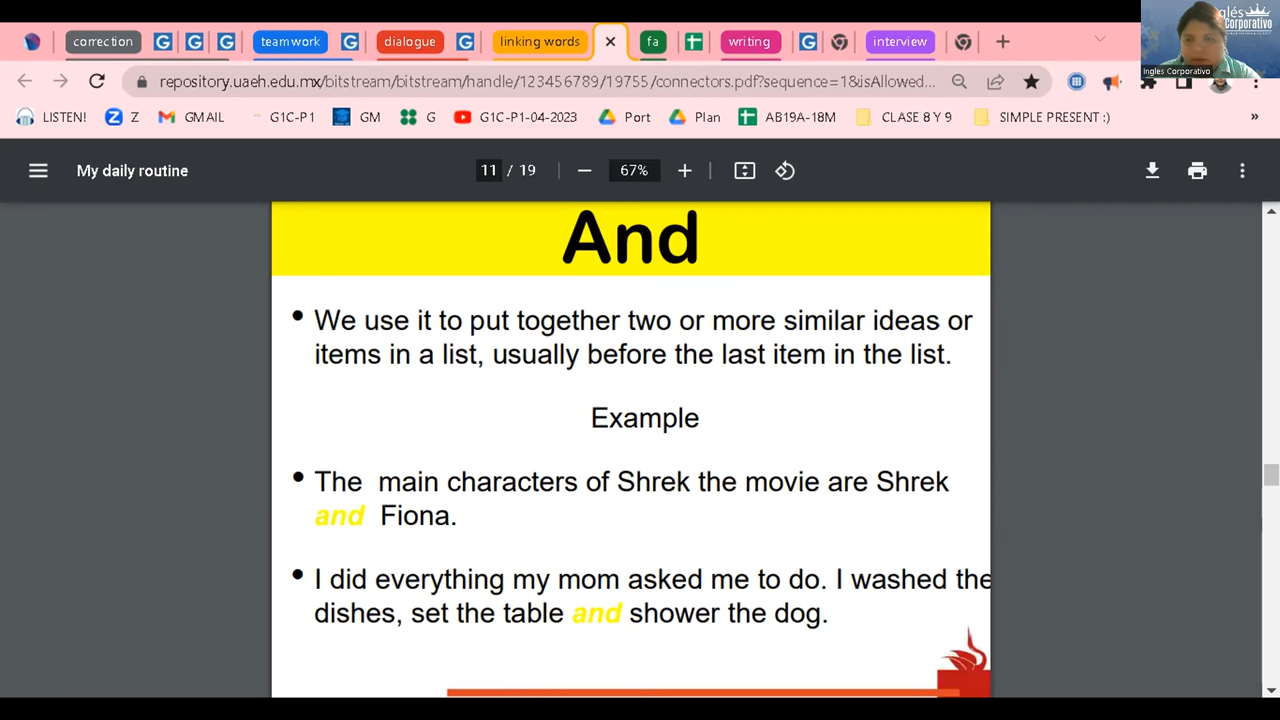 correction
teamwork
dialogue
linking words
fa
writing
interview
glés
Corporativo
Ingles Corporativo
repository.uaeh.edu.mx/bitstream/bitstream/handle/123456789/19755/connectors.pdf?sequence=1&isAllowed...
LISTEN!
Z
GMAIL
G1C-P1
GM
G
G1C-P1-04-2023
Port
Plan
AB19A-18M
CLASE 8 Y 9
SIMPLE PRESENT :)
»
My daily routine
11 / 19
67%
And
• We use it to put together two or more similar ideas or
items in a list, usually before the last item in the list.
Example
• The main characters of Shrek the movie are Shrek
and Fiona.
• I did everything my mom asked me to do. I washed the
dishes, set the table and shower the dog.